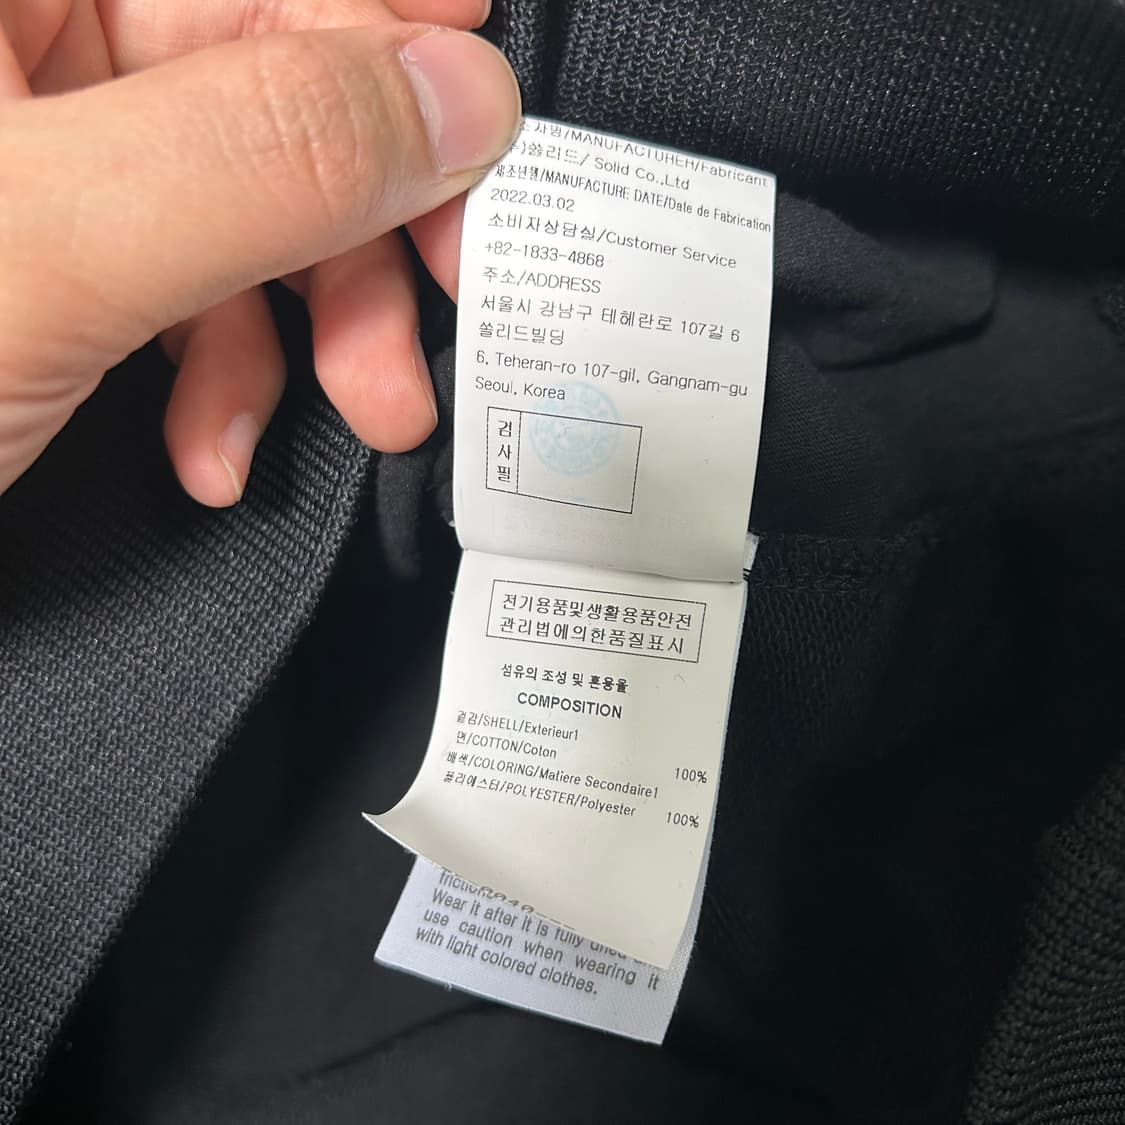 소자명/MANUFACTURER/Fabricant
쏠리드/ Solid Co.,Ltd
제조년월/MANUFACTURE DATE/Date de Fabrication
2022.03.02
소비자상담실/Customer Service
+82-1833-4868
주소/ADDRESS
서울시 강남구 테헤란로 107길 6
쏠리드빌딩
6, Teheran-ro 107-gil, Gangnam-gu
Seoul, Korea
검사필
전기용품및생활용품안전
관리법에의한품질표시
섬유의 조성 및 혼용율
COMPOSITION
겉감/SHELL/Exterieur1
면/COTTON/Coton 100%
배색/COLORING/Matiere Secondaire1
폴리에스터/POLYESTER/Polyester 100%
friction.
Wear it after it is fully dried
use caution when wearing it
with light colored clothes.